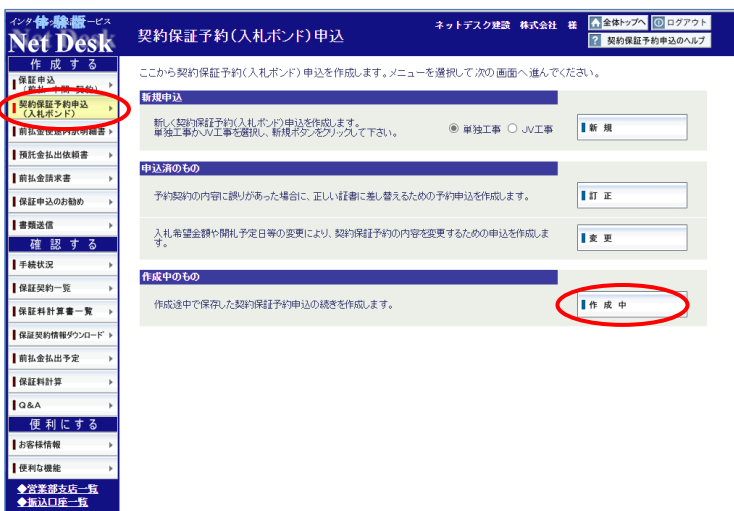 インターネットサービス
体験版
Net Desk
契約保証予約(入札ボンド)申込
ネットデスク建設 株式会社 様
全体トップへ
ログアウト
契約保証予約申込のヘルプ
作成する
保証申込
(前払・中間・契約)
契約保証予約申込
(入札ボンド)
前払金使途内訳明細書
預託金払出依頼書
前払金請求書
保証申込のお勧め
書類送信
確認する
手続状況
保証契約一覧
保証料計算書一覧
保証契約情報ダウンロード
前払金払出予定
保証料計算
Q&A
便利にする
お客様情報
便利な機能
◆営業部支店一覧
◆振込口座一覧
ここから契約保証予約(入札ボンド)申込を作成します。メニューを選択して次の画面へ進んでください。
新規申込
新しく契約保証予約(入札ボンド)申込を作成します。
単独工事かJV工事を選択し、新規ボタンをクリックして下さい。
単独工事
JV工事
新 規
申込済のもの
予約契約の内容に誤りがあった場合に、正しい証書に差し替えるための予約申込を作成します。
訂 正
入札希望金額や開札予定日等の変更により、契約保証予約の内容を変更するための申込を作成しま
す。
変 更
作成中のもの
作成途中で保存した契約保証予約申込の続きを作成します。
作 成 中